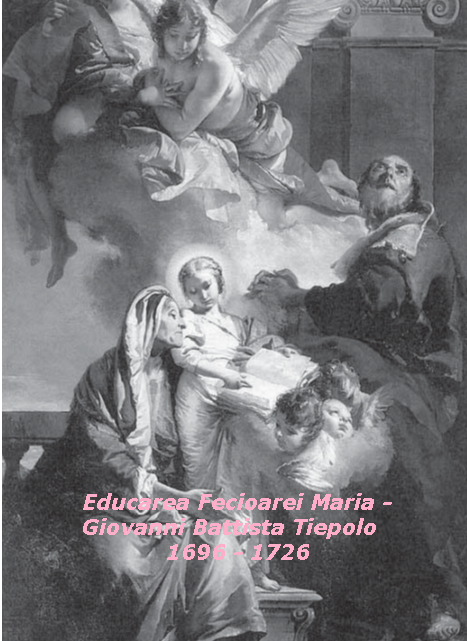 Educarea Fecioarei Maria -
Giovanni Battista Tiepolo
1696 - 1726